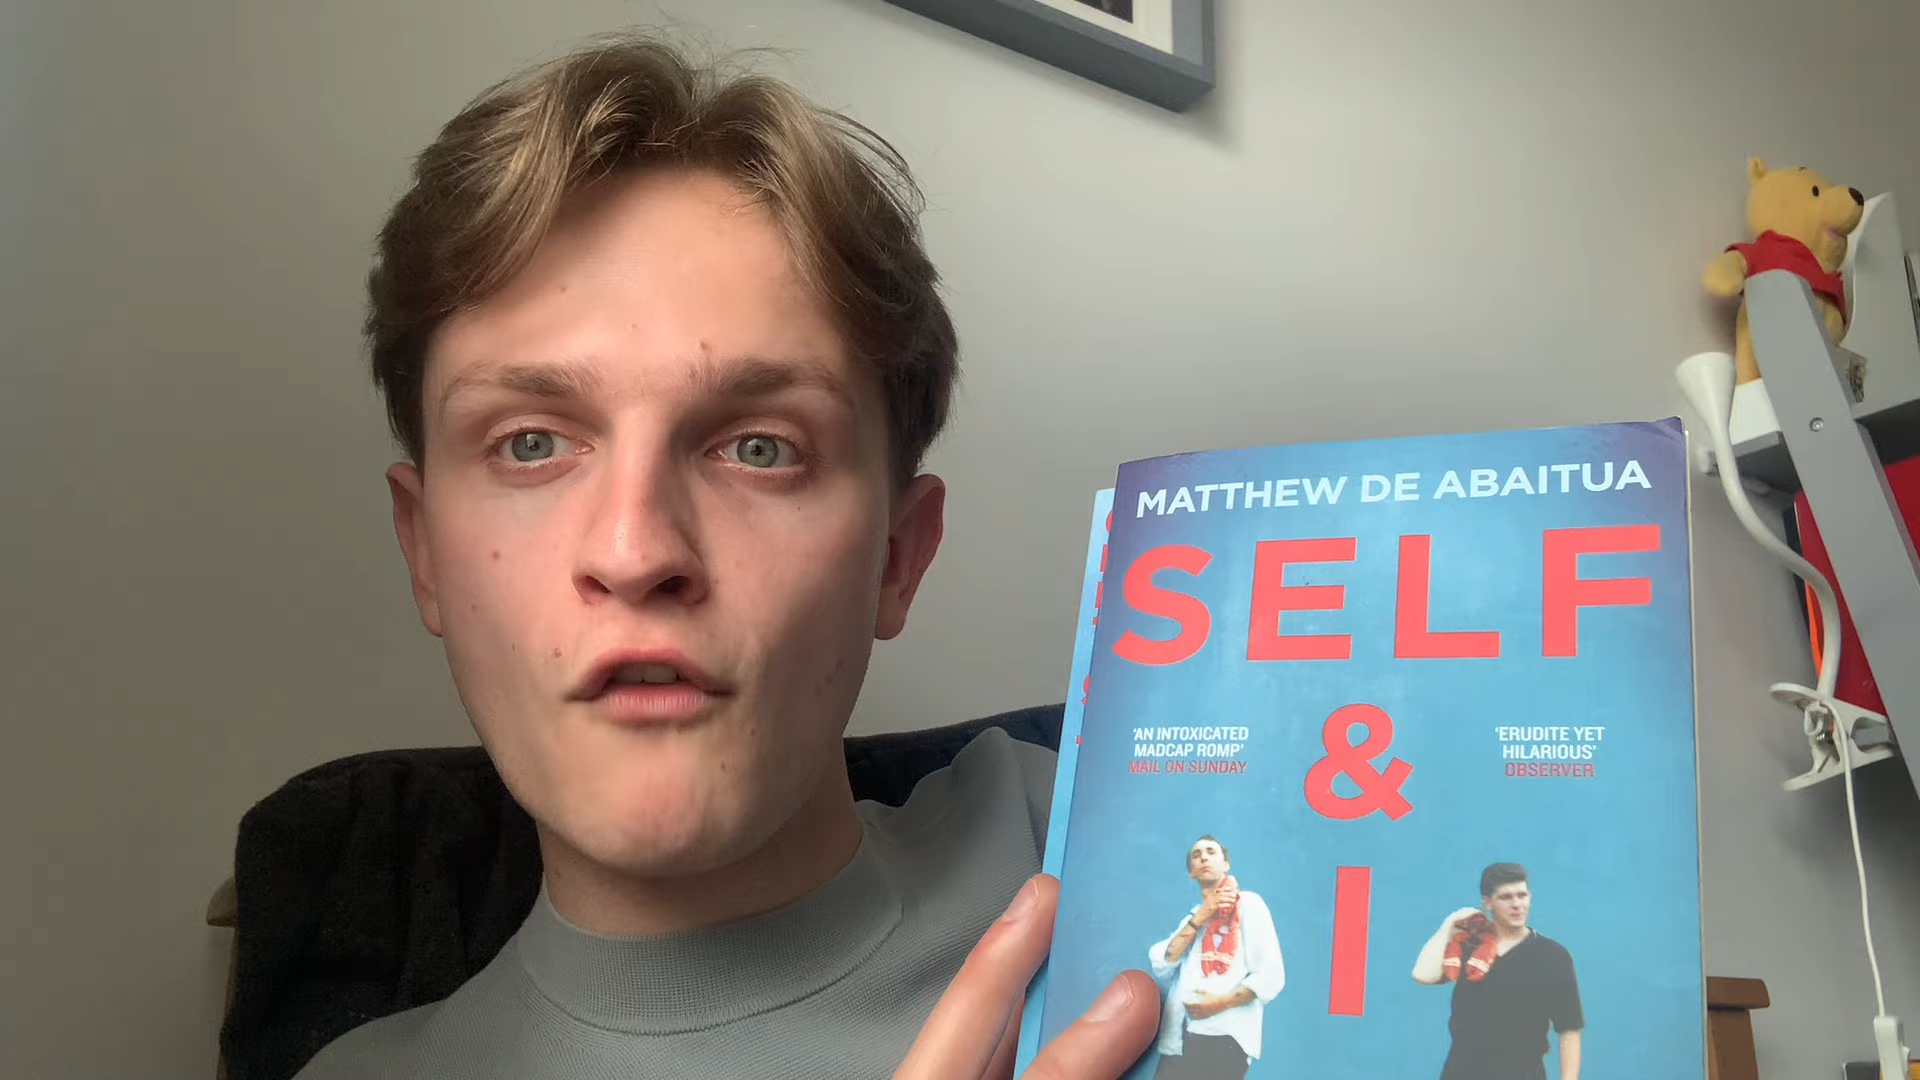 MATTHEW DE ABAITUA
SELF
&
I
'AN INTOXICATED
MADCAP ROMP'
MAIL ON SUNDAY
'ERUDITE YET
HILARIOUS'
OBSERVER